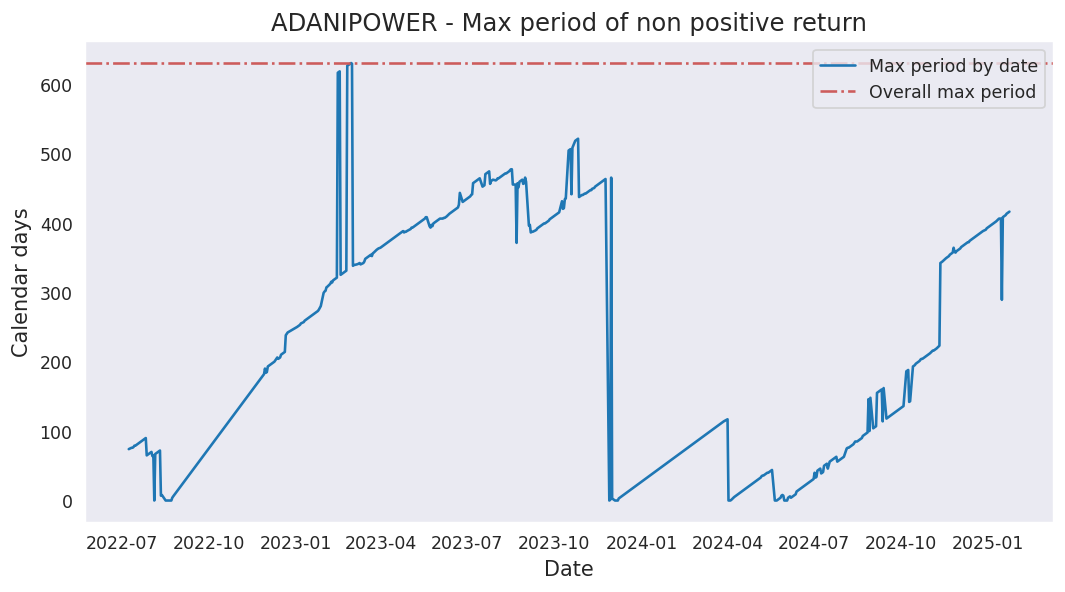 ADANIPOWER - Max period of non positive return
Max period by date
Overall max period
Calendar days
600
500
400
300
200
100
0
2022-07 2022-10 2023-01 2023-04 2023-07 2023-10 2024-01 2024-04 2024-07 2024-10 2025-01
Date